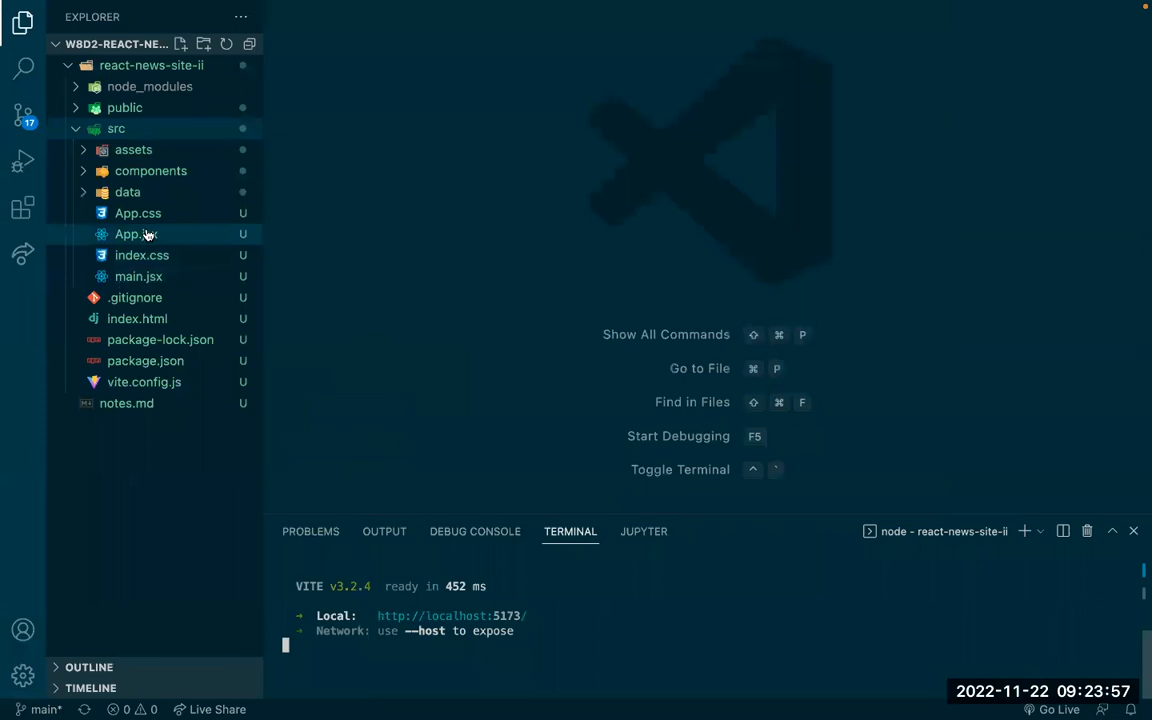 EXPLORER
W8D2-REACT-NE...
react-news-site-ii
node_modules
public
src
assets
components
data
App.css U
App.jsx U
index.css U
main.jsx U
.gitignore U
index.html U
package-lock.json U
package.json U
vite.config.js U
notes.md U
OUTLINE
TIMELINE
17
Show All Commands ⇧ ⌘ P
Go to File ⌘ P
Find in Files ⇧ ⌘ F
Start Debugging F5
Toggle Terminal ^ `
PROBLEMS OUTPUT DEBUG CONSOLE TERMINAL JUPYTER node - react-news-site-ii
VITE v3.2.4 ready in 452 ms
➜ Local: http://localhost:5173/
➜ Network: use --host to expose
2022-11-22 09:23:57
main* 0 0 Live Share Go Live